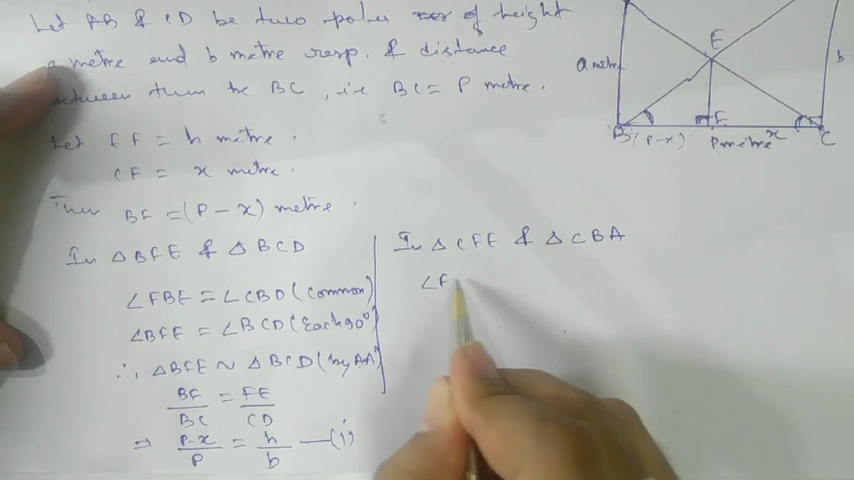 Let AB & CD be two poles of height
a metre and b metre resp. & distance
between them be BC, i.e BC = P metre.
Let EF = h metre.
CF = x metre.
Then BF = (P-x) metre.
In △BFE & △BCD
∠FBE = ∠CBD (Common)
∠BFE = ∠BCD (Each 90°)
∴ △BFE ~ △BCD (by AA)
BF/BC = FE/CD
⇒ P-x/P = h/b —(i)
In △CFE & △CBA
∠F
E
a metre
b
B
(P-x)
F
P metre
x
C